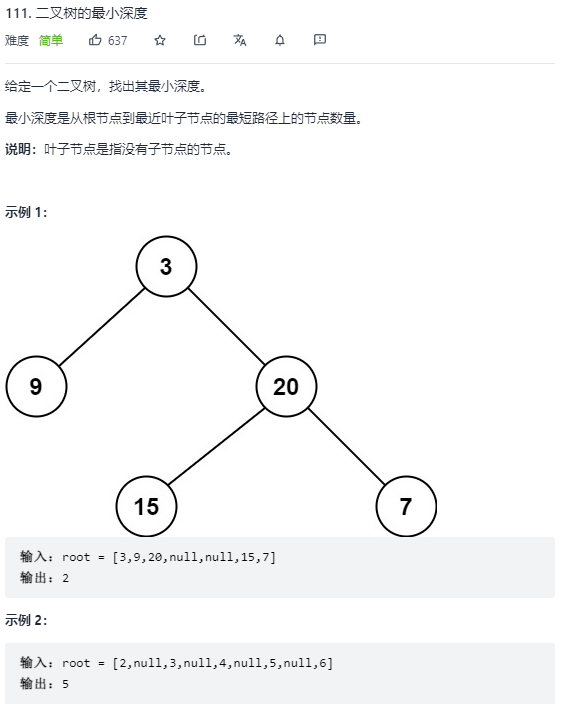 111. 二叉树的最小深度
难度 简单 637
给定一个二叉树，找出其最小深度。
最小深度是从根节点到最近叶子节点的最短路径上的节点数量。
说明：叶子节点是指没有子节点的节点。
示例 1：
3
9 20
15 7
输入：root = [3,9,20,null,null,15,7]
输出：2
示例 2：
输入：root = [2,null,3,null,4,null,5,null,6]
输出：5